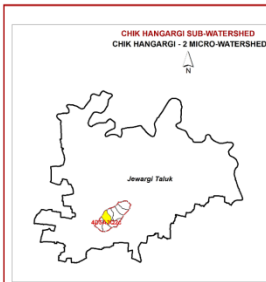 CHIK HANGARGI SUB-WATERSHED
CHIK HANGARGI - 2 MICRO-WATERSHED
N
Jewargi Taluk